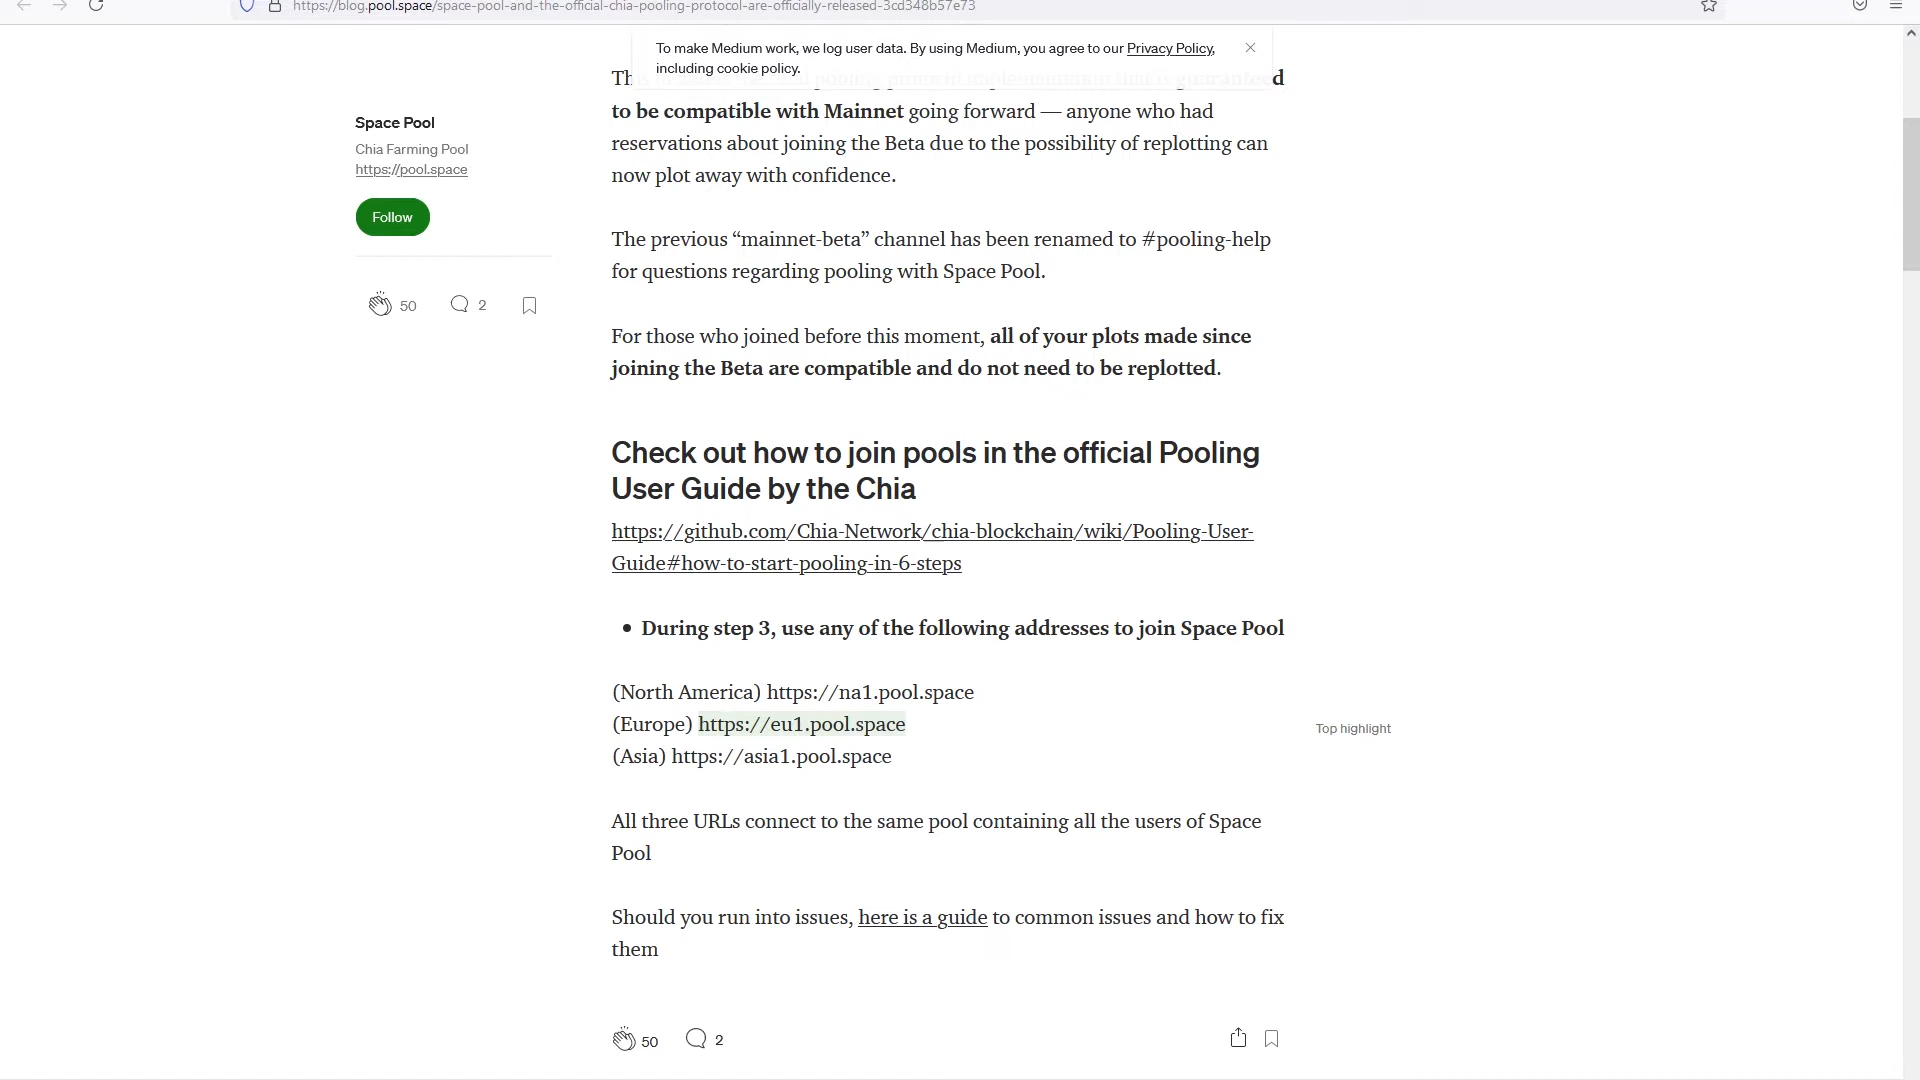 https://blog.pool.space/space-pool-and-the-official-chia-pooling-protocol-are-officially-released-3cd348b57e73
To make Medium work, we log user data. By using Medium, you agree to our Privacy Policy,
including cookie policy.
to be compatible with Mainnet going forward — anyone who had
reservations about joining the Beta due to the possibility of replotting can
now plot away with confidence.
Space Pool
Chia Farming Pool
https://pool.space
Follow
50
2
The previous “mainnet-beta” channel has been renamed to #pooling-help
for questions regarding pooling with Space Pool.
For those who joined before this moment, all of your plots made since
joining the Beta are compatible and do not need to be replotted.
Check out how to join pools in the official Pooling
User Guide by the Chia
https://github.com/Chia-Network/chia-blockchain/wiki/Pooling-User-
Guide#how-to-start-pooling-in-6-steps
• During step 3, use any of the following addresses to join Space Pool
(North America) https://na1.pool.space
(Europe) https://eu1.pool.space
Top highlight
(Asia) https://asia1.pool.space
All three URLs connect to the same pool containing all the users of Space
Pool
Should you run into issues, here is a guide to common issues and how to fix
them
50
2